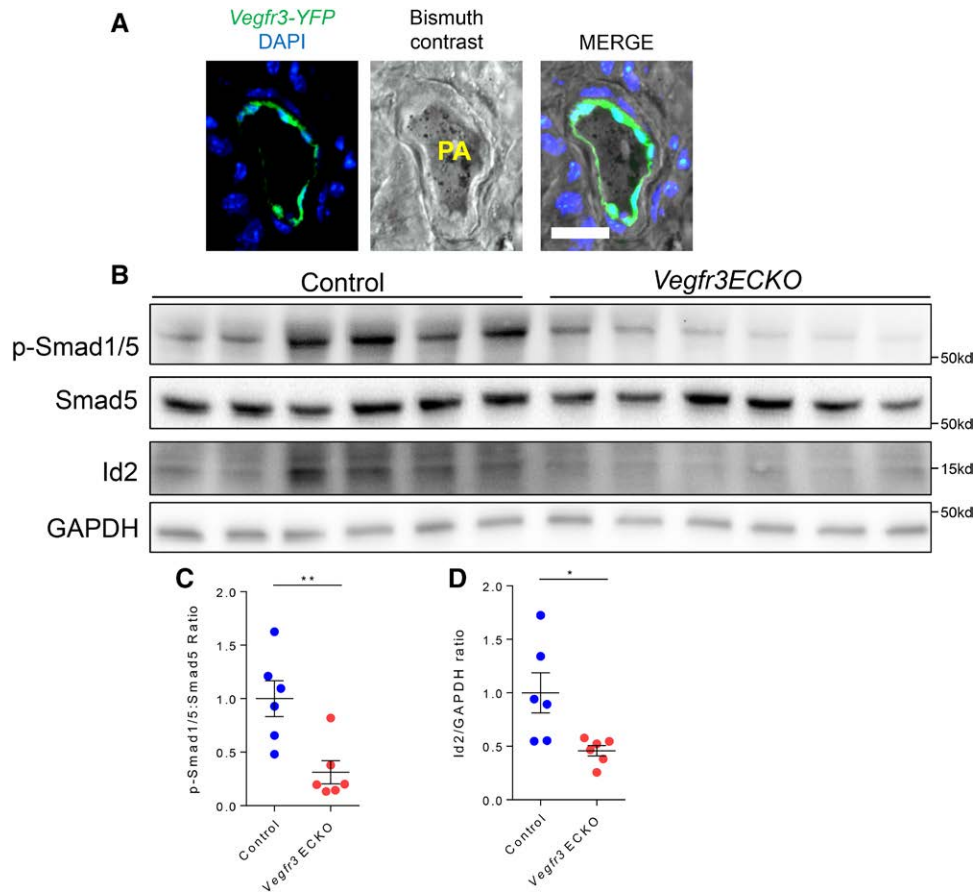 A
Vegfr3-YFP
DAPI
Bismuth
contrast
MERGE
PA
B
Control
Vegfr3ECKO
p-Smad1/5
50kd
Smad5
50kd
Id2
15kd
GAPDH
50kd
C
**
p-Smad1/5:Smad5 Ratio
2.0
1.5
1.0
0.5
0.0
Control
Vegfr3 ECKO
D
*
Id2/GAPDH ratio
2.0
1.5
1.0
0.5
0.0
Control
Vegfr3 ECKO